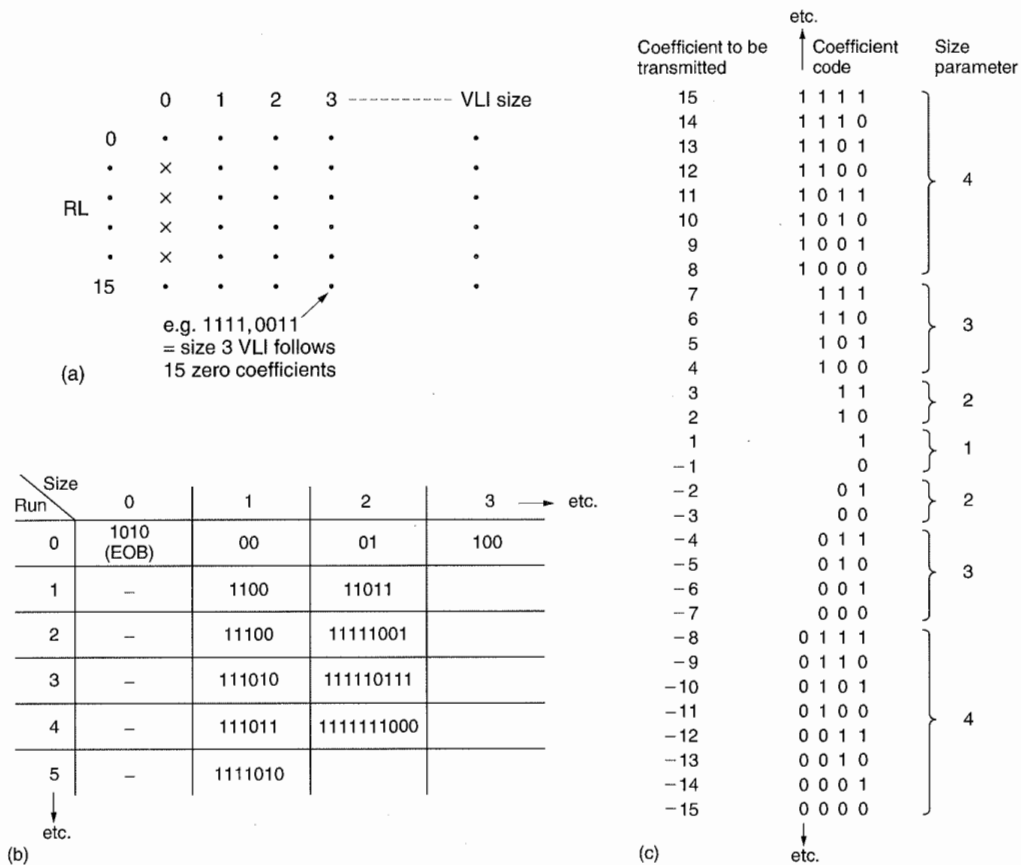 0 1 2 3 ---------- VLI size
0 • • • • •
• × • • • •
RL • × • • • •
• × • • • •
• × • • • •
15 • • • • •
e.g. 1111,0011
= size 3 VLI follows
15 zero coefficients
(a)
Size
Run 0 1 2 3 → etc.
0 1010 (EOB) 00 01 100
1 – 1100 11011
2 – 11100 11111001
3 – 111010 111110111
4 – 111011 1111111000
5 – 1111010
etc.
(b)
etc.
Coefficient to be transmitted
Coefficient code
Size parameter
15 1 1 1 1
14 1 1 1 0
13 1 1 0 1
12 1 1 0 0
4
11 1 0 1 1
10 1 0 1 0
9 1 0 0 1
8 1 0 0 0
7 1 1 1
6 1 1 0
3
5 1 0 1
4 1 0 0
3 1 1
2
2 1 0
1 1
1
−1 0
−2 0 1
2
−3 0 0
−4 0 1 1
−5 0 1 0
3
−6 0 0 1
−7 0 0 0
−8 0 1 1 1
−9 0 1 1 0
−10 0 1 0 1
−11 0 1 0 0
4
−12 0 0 1 1
−13 0 0 1 0
−14 0 0 0 1
−15 0 0 0 0
(c)
etc.